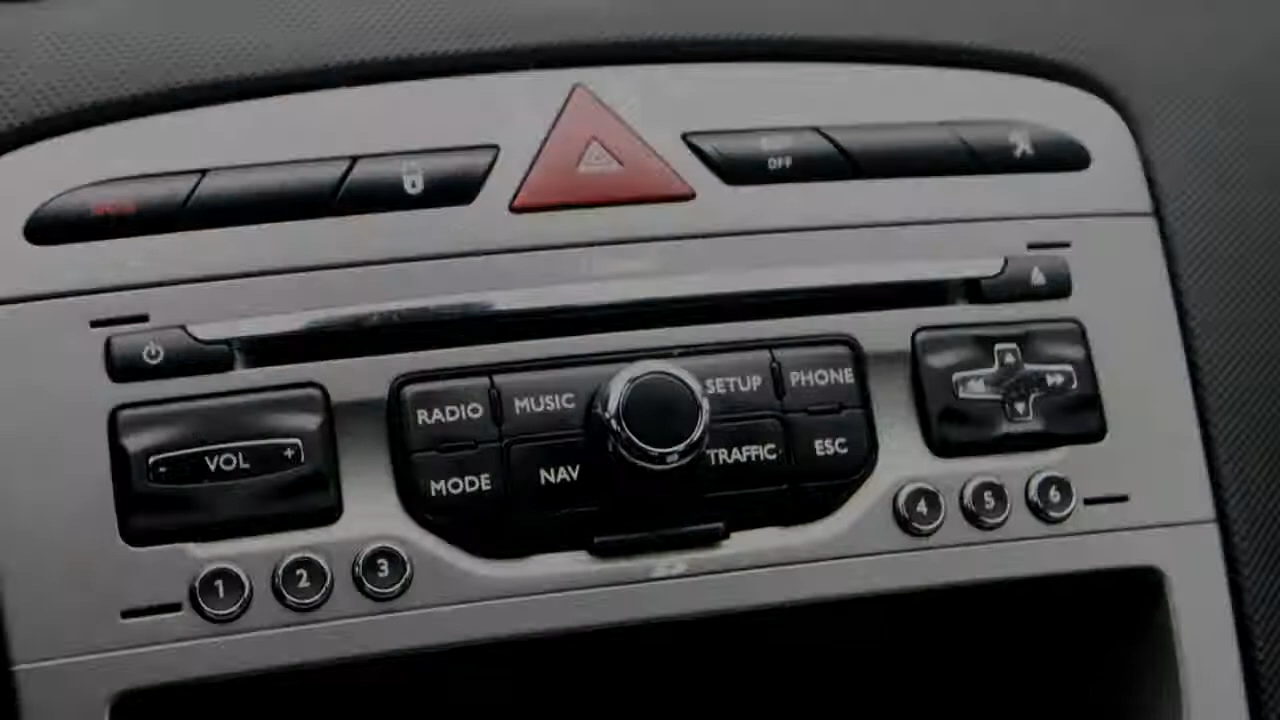 OFF
RADIO
MUSIC
SETUP
PHONE
- VOL +
MODE
NAV
TRAFFIC
ESC
1
2
3
4
5
6